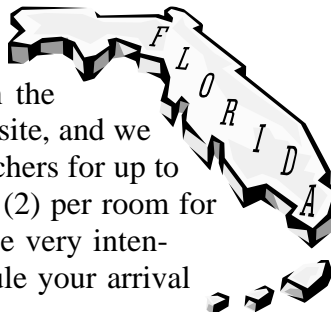 FLORIDA
the
site, and we
chers for up to
(2) per room for
e very inten-
ule your arrival